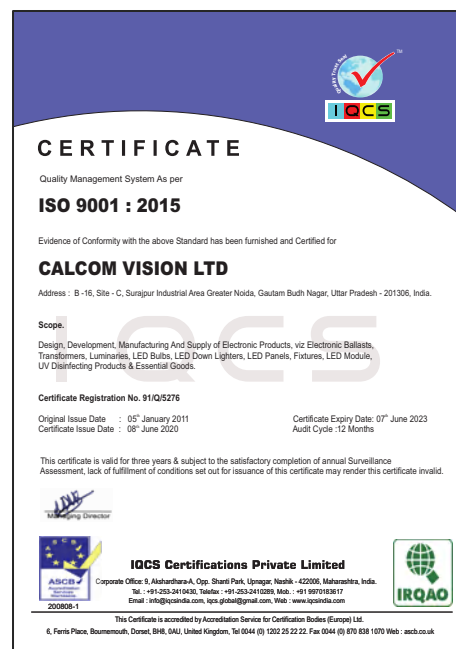 Quality Trust Seal
TM
IQCS
CERTIFICATE
Quality Management System As per
ISO 9001 : 2015
Evidence of Conformity with the above Standard has been furnished and Certified for
CALCOM VISION LTD
Address : B -16, Site - C, Surajpur Industrial Area Greater Noida, Gautam Budh Nagar, Uttar Pradesh - 201306, India.
IQCS
Scope.
Design, Development, Manufacturing And Supply of Electronic Products, viz Electronic Ballasts,
Transformers, Luminaries, LED Bulbs, LED Down Lighters, LED Panels, Fixtures, LED Module,
UV Disinfecting Products & Essential Goods.
Certificate Registration No. 91/Q/5276
Original Issue Date : 05th January 2011 Certificate Expiry Date: 07th June 2023
Certificate Issue Date : 08th June 2020 Audit Cycle :12 Months
This certificate is valid for three years & subject to the satisfactory completion of annual Surveillance
Assessment, lack of fulfillment of conditions set out for issuance of this certificate may render this certificate invalid.
Managing Director
ASCB
Accreditation
Service
200808-1
IQCS Certifications Private Limited
Corporate Office: 9, Akshardhara-A, Opp. Shanti Park, Upnagar, Nashik - 422006, Maharashtra, India.
Tel. : +91-253-2410430, Telefax : +91-253-2410289, Mob. : +91 9970183617
Email : info@iqcsindia.com, iqcs.global@gmail.com, Web : www.iqcsindia.com
IRQAO
This Certificate is accredited by Accreditation Service for Certification Bodies (Europe) Ltd.
6, Ferris Place, Bournemouth, Dorset, BH8, 0AU, United Kingdom, Tel 0044 (0) 1202 25 22 22. Fax 0044 (0) 870 838 1070 Web : ascb.co.uk